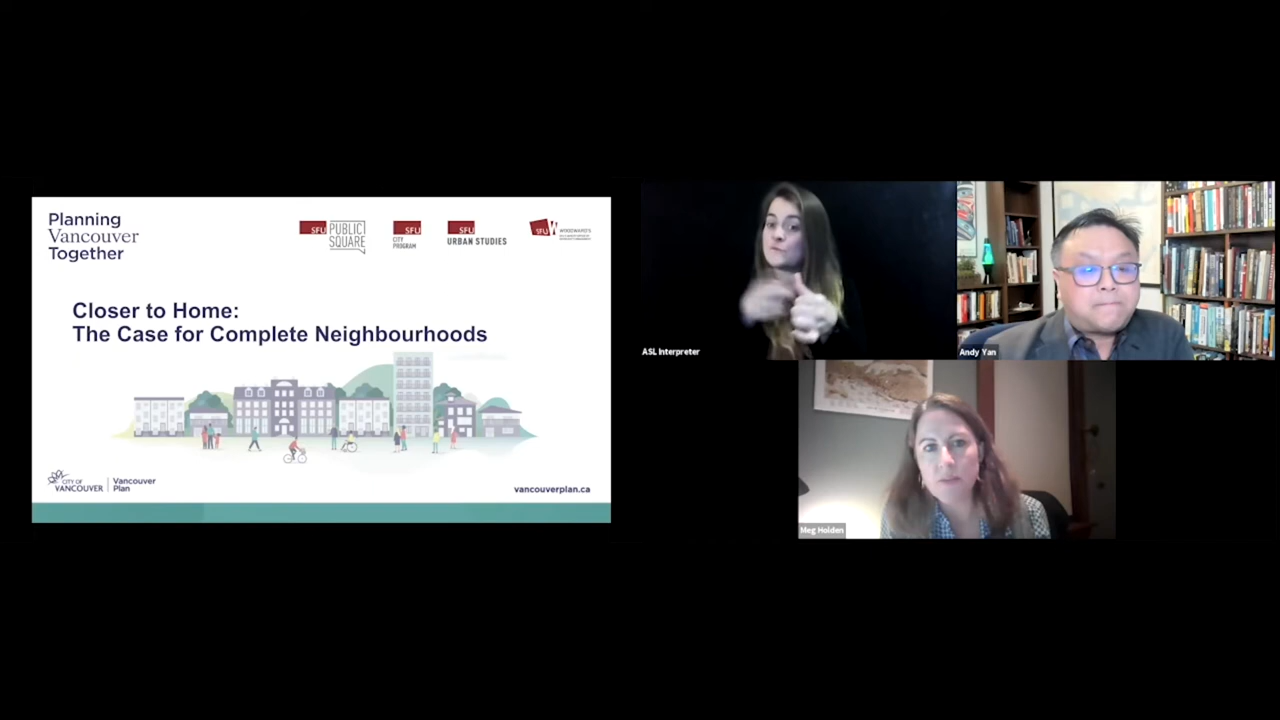 Planning
Vancouver
Together
SFU PUBLIC
SQUARE
SFU
CITY
PROGRAM
SFU
URBAN STUDIES
SFU W WOODWARD'S
Closer to Home:
The Case for Complete Neighbourhoods
CITY OF
VANCOUVER
Vancouver
Plan
vancouverplan.ca
ASL Interpreter
Andy Yan
Meg Holden